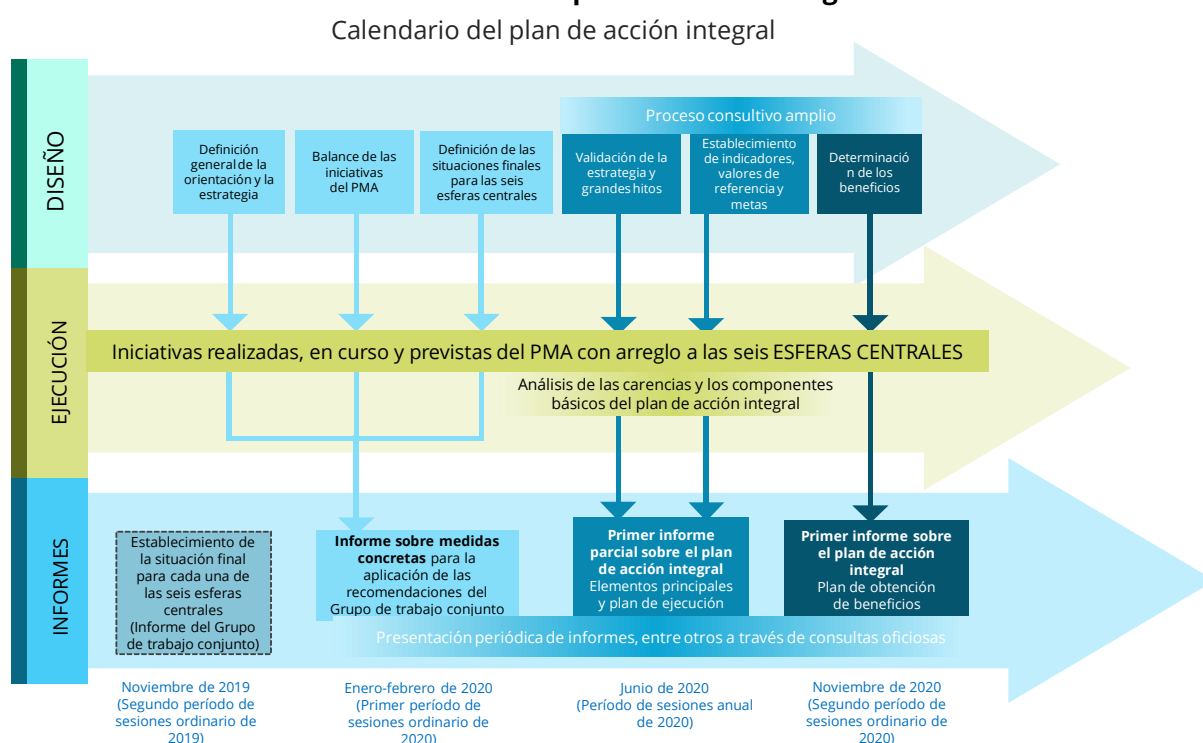 Calendario del plan de acción integral
DISEÑO
Proceso consultivo amplio
Definición
general de la
orientación y la
estrategia
Balance de las
iniciativas
del PMA
Definición de las
situaciones finales
para las seis
esferas centrales
Validación de la
estrategia y
grandes hitos
Establecimiento
de indicadores,
valores de
referencia y
metas
Determinació
n de los
beneficios
EJECUCIÓN
Iniciativas realizadas, en curso y previstas del PMA con arreglo a las seis ESFERAS CENTRALES
Análisis de las carencias y los componentes
básicos del plan de acción integral
INFORMES
Establecimiento de
la situación final
para cada una de
las seis esferas
centrales
(Informe del Grupo
de trabajo conjunto)
Informe sobre medidas
concretas para la
aplicación de las
recomendaciones del
Grupo de trabajo conjunto
Primer informe
parcial sobre el plan
de acción integral
Elementos principales
y plan de ejecución
Primer informe sobre
el plan de acción
integral
Plan de obtención
de beneficios
Presentación periódica de informes, entre otros a través de consultas oficiosas
Noviembre de 2019
(Segundo período de
sesiones ordinario de
2019)
Enero-febrero de 2020
(Primer período de
sesiones ordinario de
2020)
Junio de 2020
(Período de sesiones anual
de 2020)
Noviembre de 2020
(Segundo período de
sesiones ordinario de
2020)